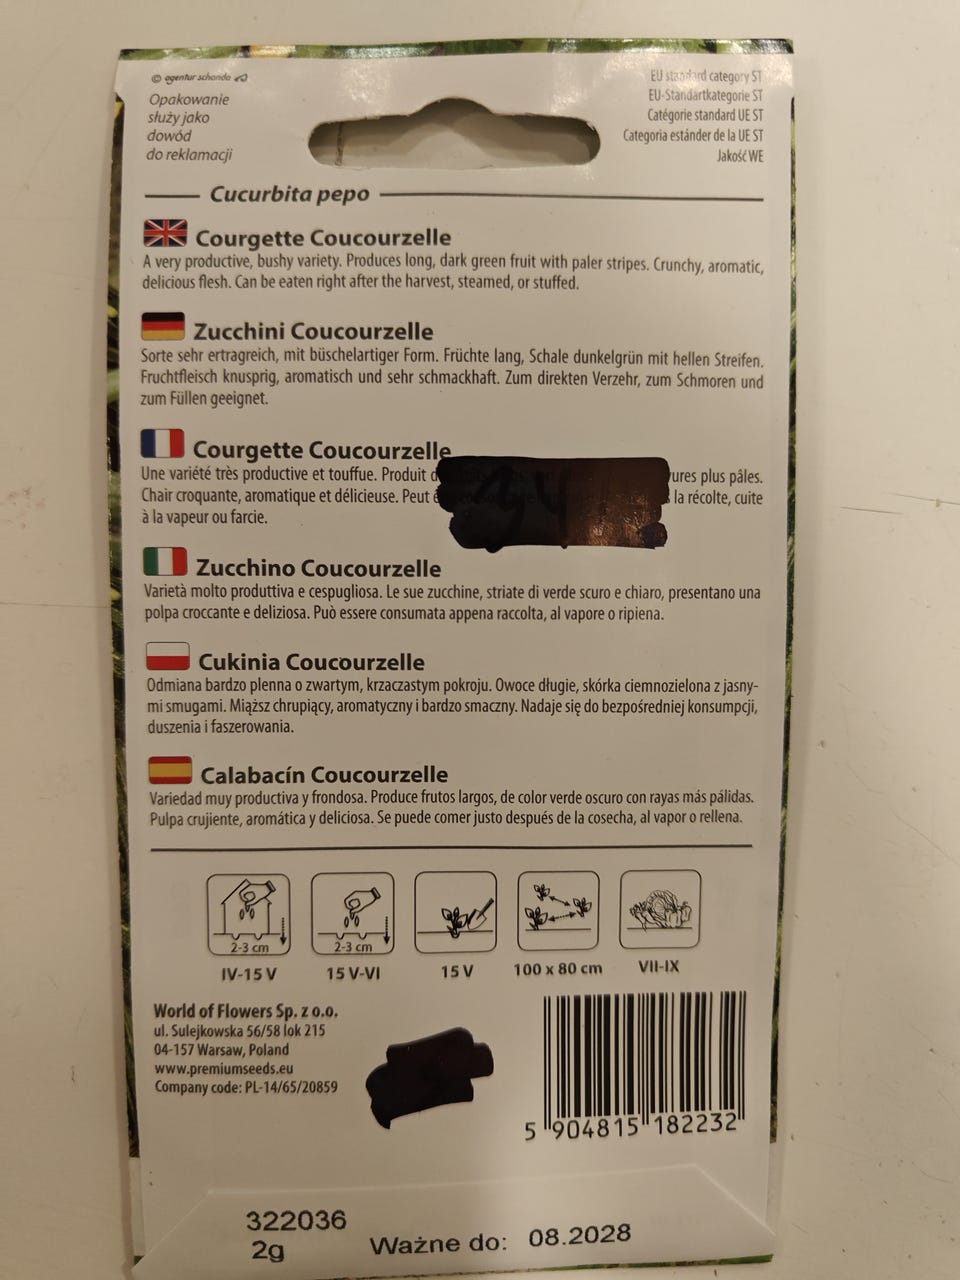 © agentur schanda
Opakowanie
służy jako
dowód
do reklamacji
EU standard category ST
EU-Standartkategorie ST
Catégorie standard UE ST
Categoria estánder de la UE ST
Jakość WE
Cucurbita pepo
Courgette Coucourzelle
A very productive, bushy variety. Produces long, dark green fruit with paler stripes. Crunchy, aromatic,
delicious flesh. Can be eaten right after the harvest, steamed, or stuffed.
Zucchini Coucourzelle
Sorte sehr ertragreich, mit büschelartiger Form. Früchte lang, Schale dunkelgrün mit hellen Streifen.
Fruchtfleisch knusprig, aromatisch und sehr schmackhaft. Zum direkten Verzehr, zum Schmoren und
zum Füllen geeignet.
Courgette Coucourzelle
Une variété très productive et touffue. Produit plus pâles.
Chair croquante, aromatique et délicieuse. Peut la récolte, cuite
à la vapeur ou farcie.
Zucchino Coucourzelle
Varietà molto produttiva e cespugliosa. Le sue zucchine, striate di verde scuro e chiaro, presentano una
polpa croccante e deliziosa. Può essere consumata appena raccolta, al vapore o ripiena.
Cukinia Coucourzelle
Odmiana bardzo plenna o zwartym, krzaczastym pokroju. Owoce długie, skórka ciemnozielona z jasny-
mi smugami. Miąższ chrupiący, aromatyczny i bardzo smaczny. Nadaje się do bezpośredniej konsumpcji,
duszenia i faszerowania.
Calabacín Coucourzelle
Variedad muy productiva y frondosa. Produce frutos largos, de color verde oscuro con rayas más pálidas.
Pulpa crujiente, aromática y deliciosa. Se puede comer justo después de la cosecha, al vapor o rellena.
2-3 cm 2-3 cm
IV-15 V 15 V-VI 15 V 100 x 80 cm VII-IX
World of Flowers Sp. z o.o.
ul. Sulejkowska 56/58 lok 215
04-157 Warsaw, Poland
www.premiumseeds.eu
Company code: PL-14/65/20859
5 904815 182232
322036
2g Ważne do: 08.2028